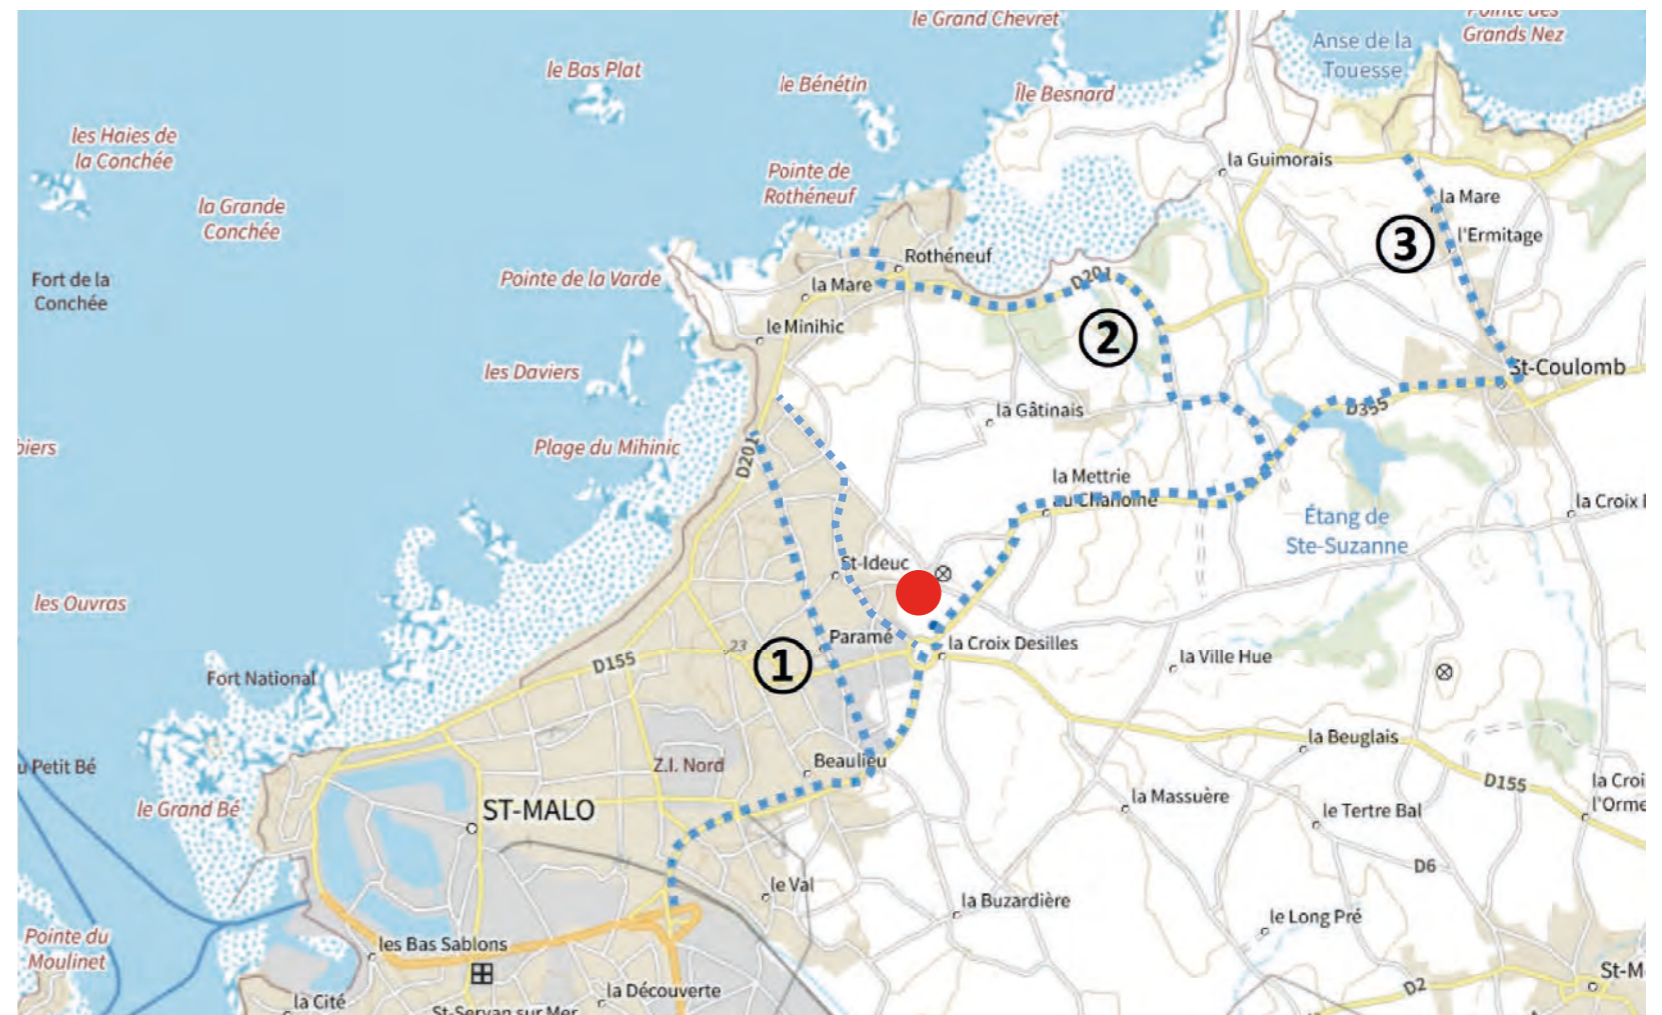 le Grand Chevret
Pointe des
Grands Nez
Anse de la
Touesse
le Bas Plat
le Bénétin
Île Besnard
les Haies de
la Conchée
la Guimorais
Pointe de
Rothéneuf
la Mare
la Grande
Conchée
l'Ermitage
3
Rothéneuf
Fort de la
Conchée
Pointe de la Varde
la Mare
D201
le Minihic
2
les Daviers
St-Coulomb
la Gâtinais
D355
biers
Plage du Mihinic
D201
la Mettrie
au Chanoine
la Croix
Étang de
Ste-Suzanne
St-Ideuc
les Ouvras
Paramé
23
la Croix Desilles
D155
1
la Ville Hue
Fort National
la Beuglais
u Petit Bé
Z.I. Nord
Beaulieu
D155
la Croi
l'Orme
le Grand Bé
ST-MALO
la Massuère
le Tertre Bal
D6
le Val
la Buzardière
le Long Pré
Pointe du
Moulinet
les Bas Sablons
St-M
la Cité
la Découverte
D2
St-Servan sur Mer